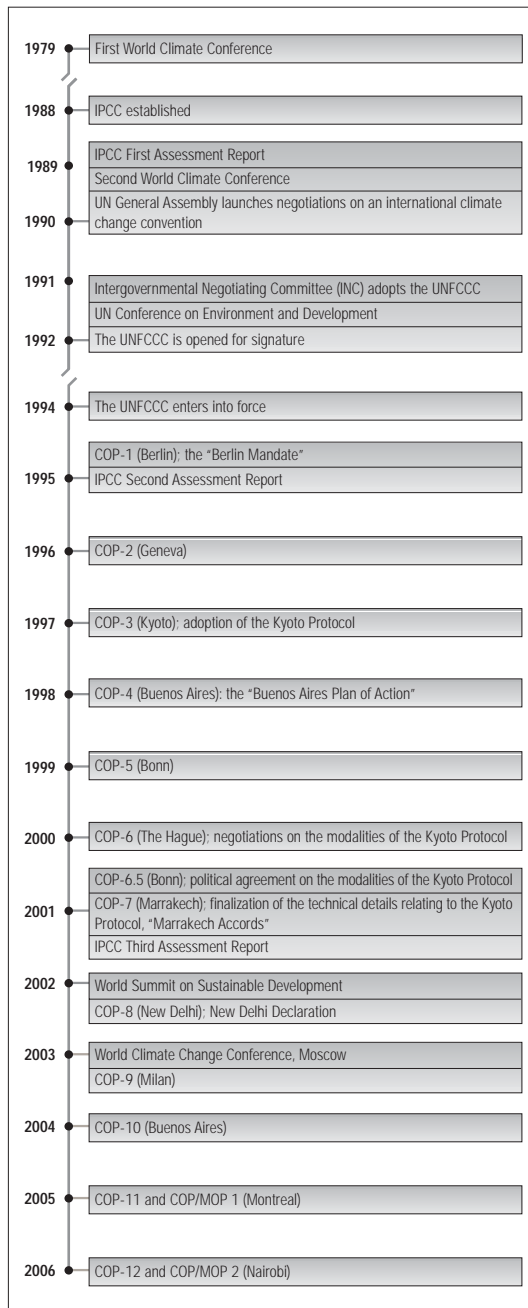 1979
First World Climate Conference
1988
IPCC established
1989
IPCC First Assessment Report
Second World Climate Conference
1990
UN General Assembly launches negotiations on an international climate
change convention
1991
Intergovernmental Negotiating Committee (INC) adopts the UNFCCC
UN Conference on Environment and Development
1992
The UNFCCC is opened for signature
1994
The UNFCCC enters into force
COP-1 (Berlin); the “Berlin Mandate”
1995
IPCC Second Assessment Report
1996
COP-2 (Geneva)
1997
COP-3 (Kyoto); adoption of the Kyoto Protocol
1998
COP-4 (Buenos Aires): the “Buenos Aires Plan of Action”
1999
COP-5 (Bonn)
2000
COP-6 (The Hague); negotiations on the modalities of the Kyoto Protocol
COP-6.5 (Bonn); political agreement on the modalities of the Kyoto Protocol
2001
COP-7 (Marrakech); finalization of the technical details relating to the Kyoto
Protocol, “Marrakech Accords”
IPCC Third Assessment Report
2002
World Summit on Sustainable Development
COP-8 (New Delhi); New Delhi Declaration
2003
World Climate Change Conference, Moscow
COP-9 (Milan)
2004
COP-10 (Buenos Aires)
2005
COP-11 and COP/MOP 1 (Montreal)
2006
COP-12 and COP/MOP 2 (Nairobi)